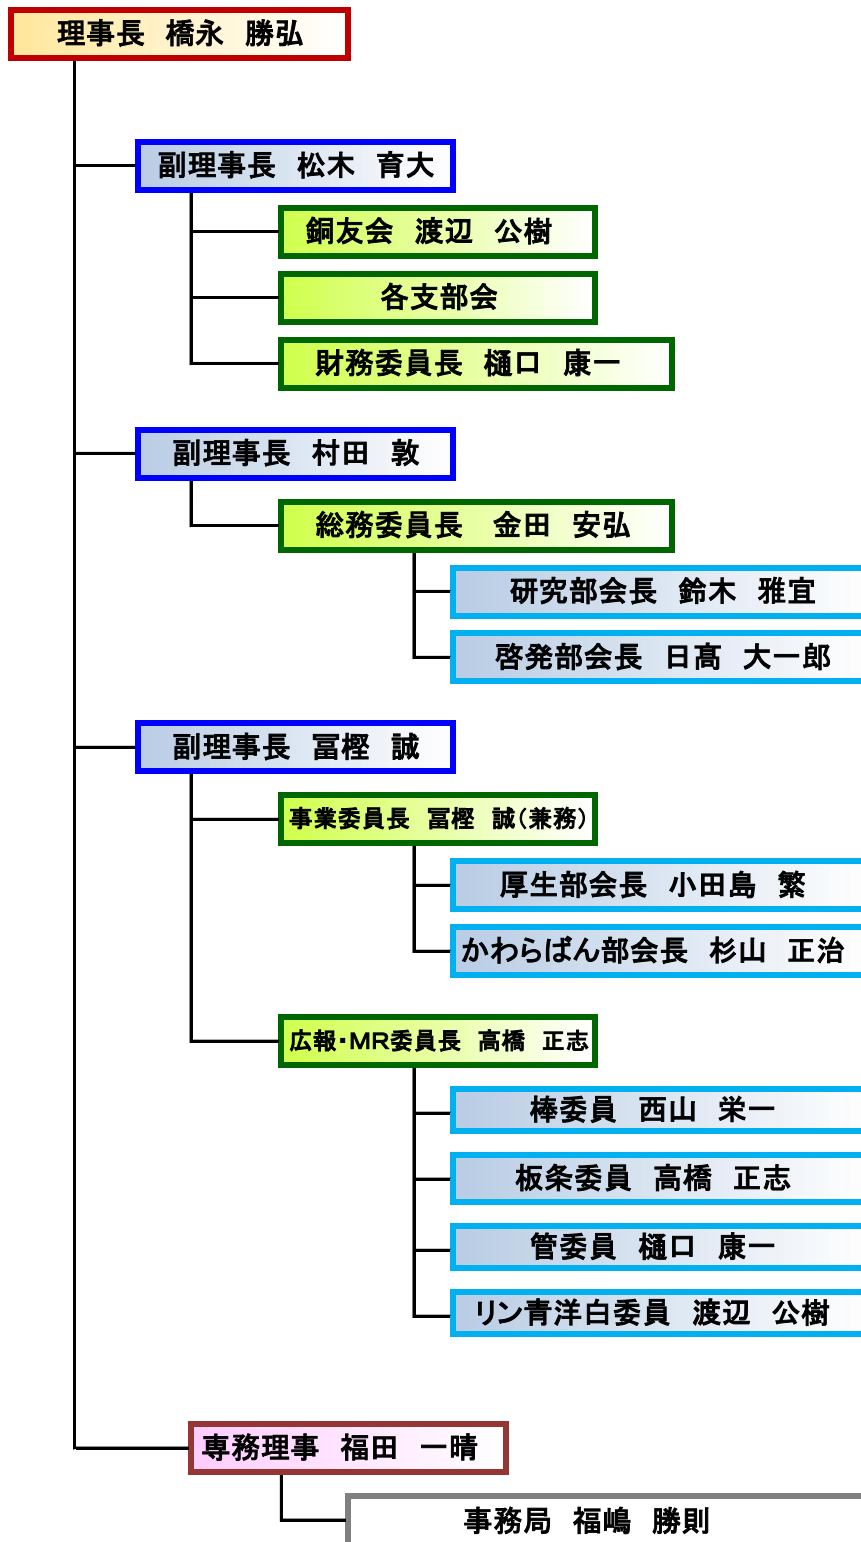 理事長　橋永　勝弘
副理事長　松木　育大
銅友会　渡辺　公樹
各支部会
財務委員長　樋口　康一
副理事長　村田　敦
総務委員長　金田　安弘
研究部会長　鈴木　雅宜
啓発部会長　日髙　大一郎
副理事長　冨樫　誠
事業委員長　冨樫　誠（兼務）
厚生部会長　小田島　繁
かわらばん部会長　杉山　正治
広報・MR委員長　高橋　正志
棒委員　西山　栄一
板条委員　高橋　正志
管委員　樋口　康一
リン青洋白委員　渡辺　公樹
専務理事　福田　一晴
事務局　福嶋　勝則